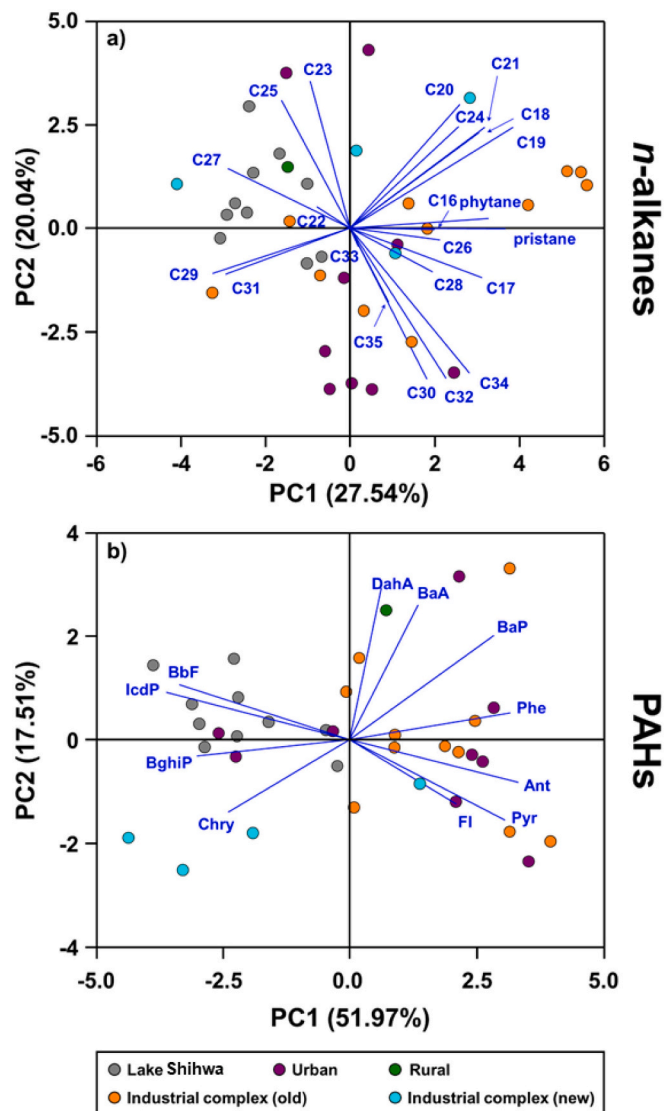 a)
5.0
2.5
0.0
-2.5
-5.0
PC2 (20.04%)
C23
C25
C21
C20
C18
C24
C19
C27
C16
phytane
C22
pristane
C33
C26
C29
C28
C17
C31
C35
C34
C30
C32
-6
-4
-2
0
2
4
6
PC1 (27.54%)
n-alkanes
b)
4
2
0
-2
-4
PC2 (17.51%)
DahA
BaA
BaP
BbF
IcdP
Phe
BghiP
Ant
Chry
Fl
Pyr
-5.0
-2.5
0.0
2.5
5.0
PC1 (51.97%)
PAHs
Lake Shihwa
Urban
Rural
Industrial complex (old)
Industrial complex (new)